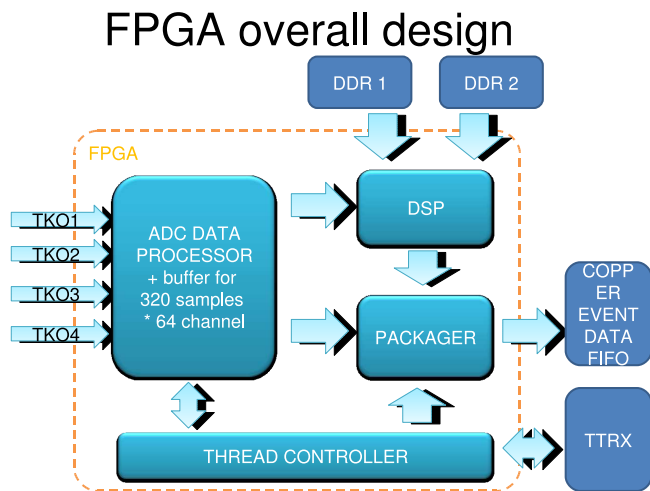 FPGA overall design
DDR 1
DDR 2
FPGA
TKO1
TKO2
TKO3
TKO4
ADC DATA
PROCESSOR
+ buffer for
320 samples
* 64 channel
DSP
PACKAGER
COPP
ER
EVENT
DATA
FIFO
THREAD CONTROLLER
TTRX